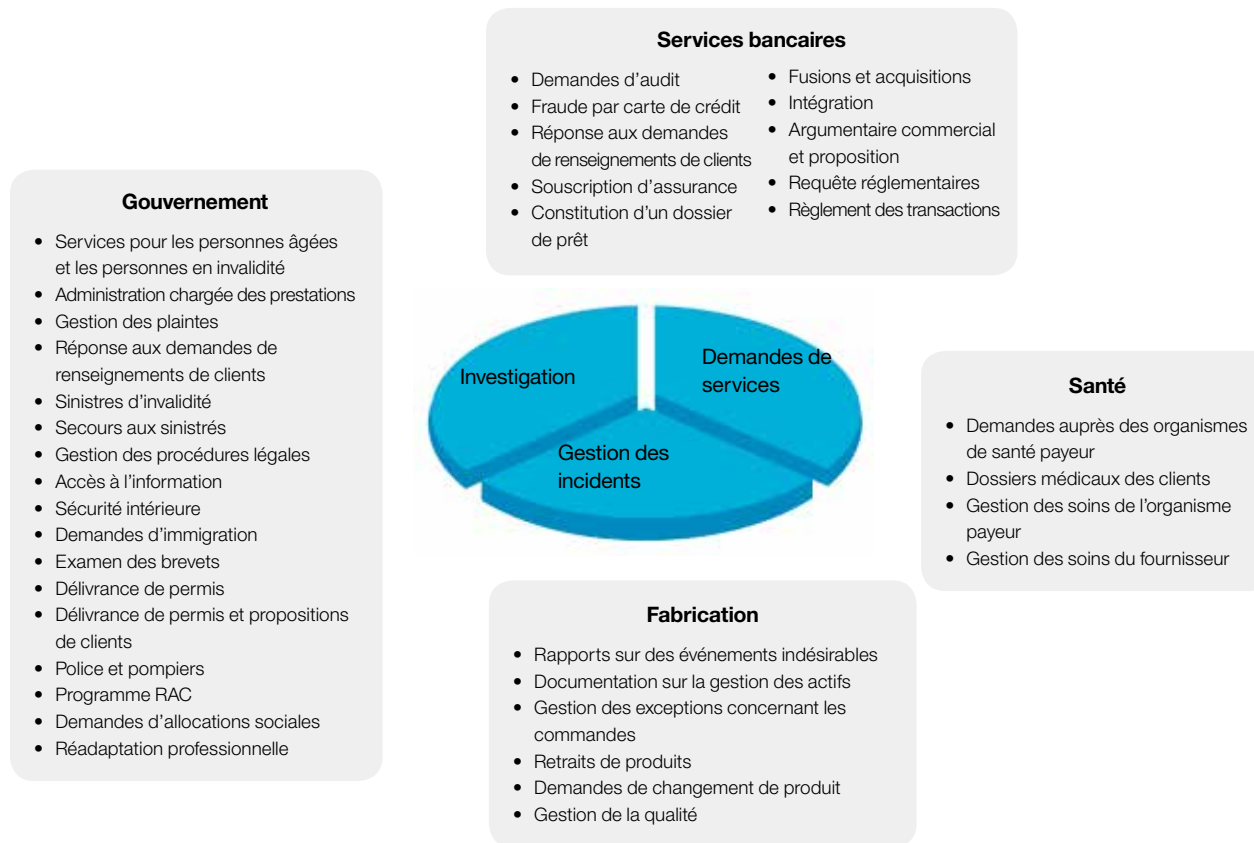 Services bancaires
• Demandes d'audit
• Fraude par carte de crédit
• Réponse aux demandes
de renseignements de clients
• Souscription d'assurance
• Constitution d'un dossier
de prêt
• Fusions et acquisitions
• Intégration
• Argumentaire commercial
et proposition
• Requête réglementaires
• Règlement des transactions
Gouvernement
• Services pour les personnes âgées
et les personnes en invalidité
• Administration chargée des prestations
• Gestion des plaintes
• Réponse aux demandes de
renseignements de clients
• Sinistres d'invalidité
• Secours aux sinistrés
• Gestion des procédures légales
• Accès à l'information
• Sécurité intérieure
• Demandes d'immigration
• Examen des brevets
• Délivrance de permis
• Délivrance de permis et propositions
de clients
• Police et pompiers
• Programme RAC
• Demandes d'allocations sociales
• Réadaptation professionnelle
Investigation
Demandes de
services
Gestion des
incidents
Santé
• Demandes auprès des organismes
de santé payeur
• Dossiers médicaux des clients
• Gestion des soins de l'organisme
payeur
• Gestion des soins du fournisseur
Fabrication
• Rapports sur des événements indésirables
• Documentation sur la gestion des actifs
• Gestion des exceptions concernant les
commandes
• Retraits de produits
• Demandes de changement de produit
• Gestion de la qualité